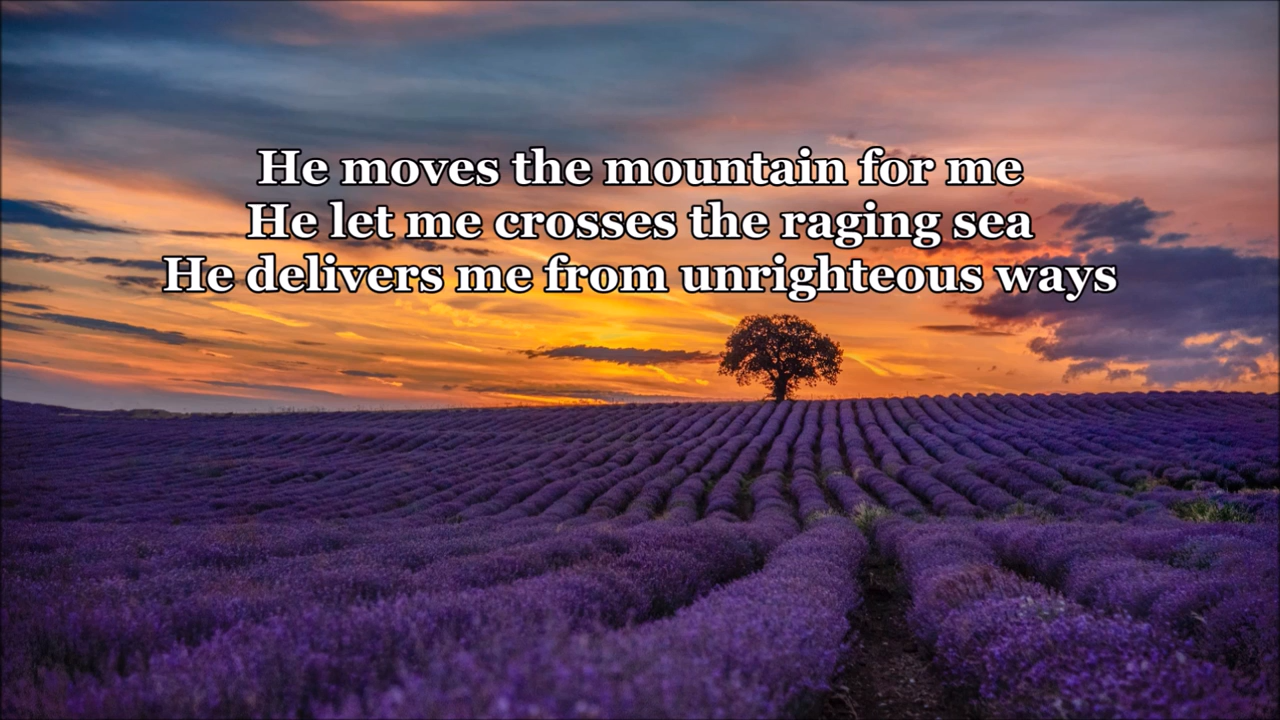 He moves the mountain for me
He let me crosses the raging sea
He delivers me from unrighteous ways